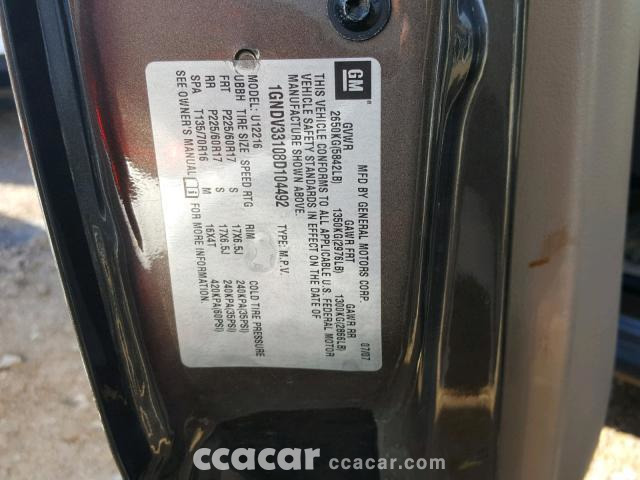 GM
MFD BY GENERAL MOTORS CORP. 07/07
GVWR GAWR FRT GAWR RR
2650KG(5842LB) 1350KG(2976LB) 1300KG(2866LB)
THIS VEHICLE CONFORMS TO ALL APPLICABLE U.S. FEDERAL MOTOR
VEHICLE SAFETY STANDARDS IN EFFECT ON THE DATE OF
MANUFACTURE SHOWN ABOVE.
1GNDV33108D104492 TYPE: M.P.V.
MODEL: U12216
UBBH TIRE SIZE SPEED RTG RIM COLD TIRE PRESSURE
FRT P225/60R17 S 17X6.5J 240KPA(35PSI)
RR P225/60R17 S 17X6.5J 240KPA(35PSI)
SPA T135/70R16 M 16X4T 420KPA(60PSI)
SEE OWNER'S MANUAL FOR MORE INFORMATION.
ccacar ccacar.com